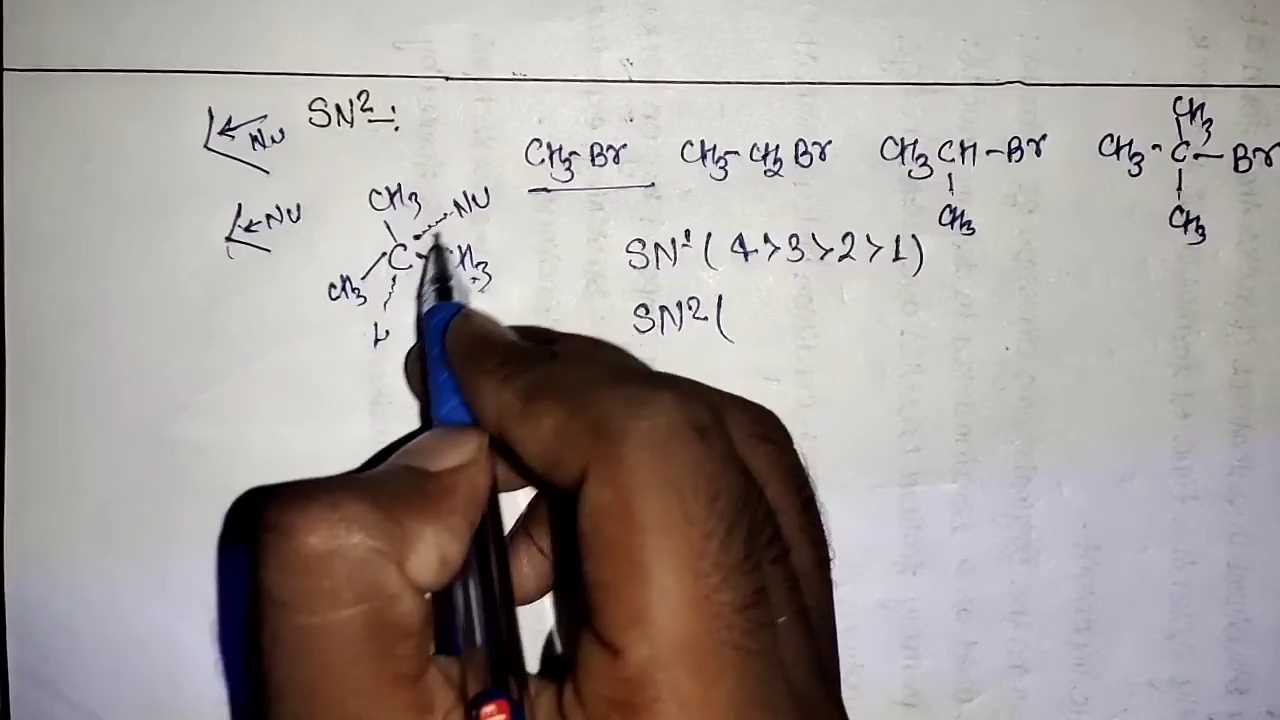 SN2:
Nu
CH3-Br CH3-CH2Br CH3CH-Br CH3-C-Br
CH3
CH3 CH3
Nu
CH3 Nu
C
CH3 H3
L
SN1 (4>3>2>1)
SN2 (